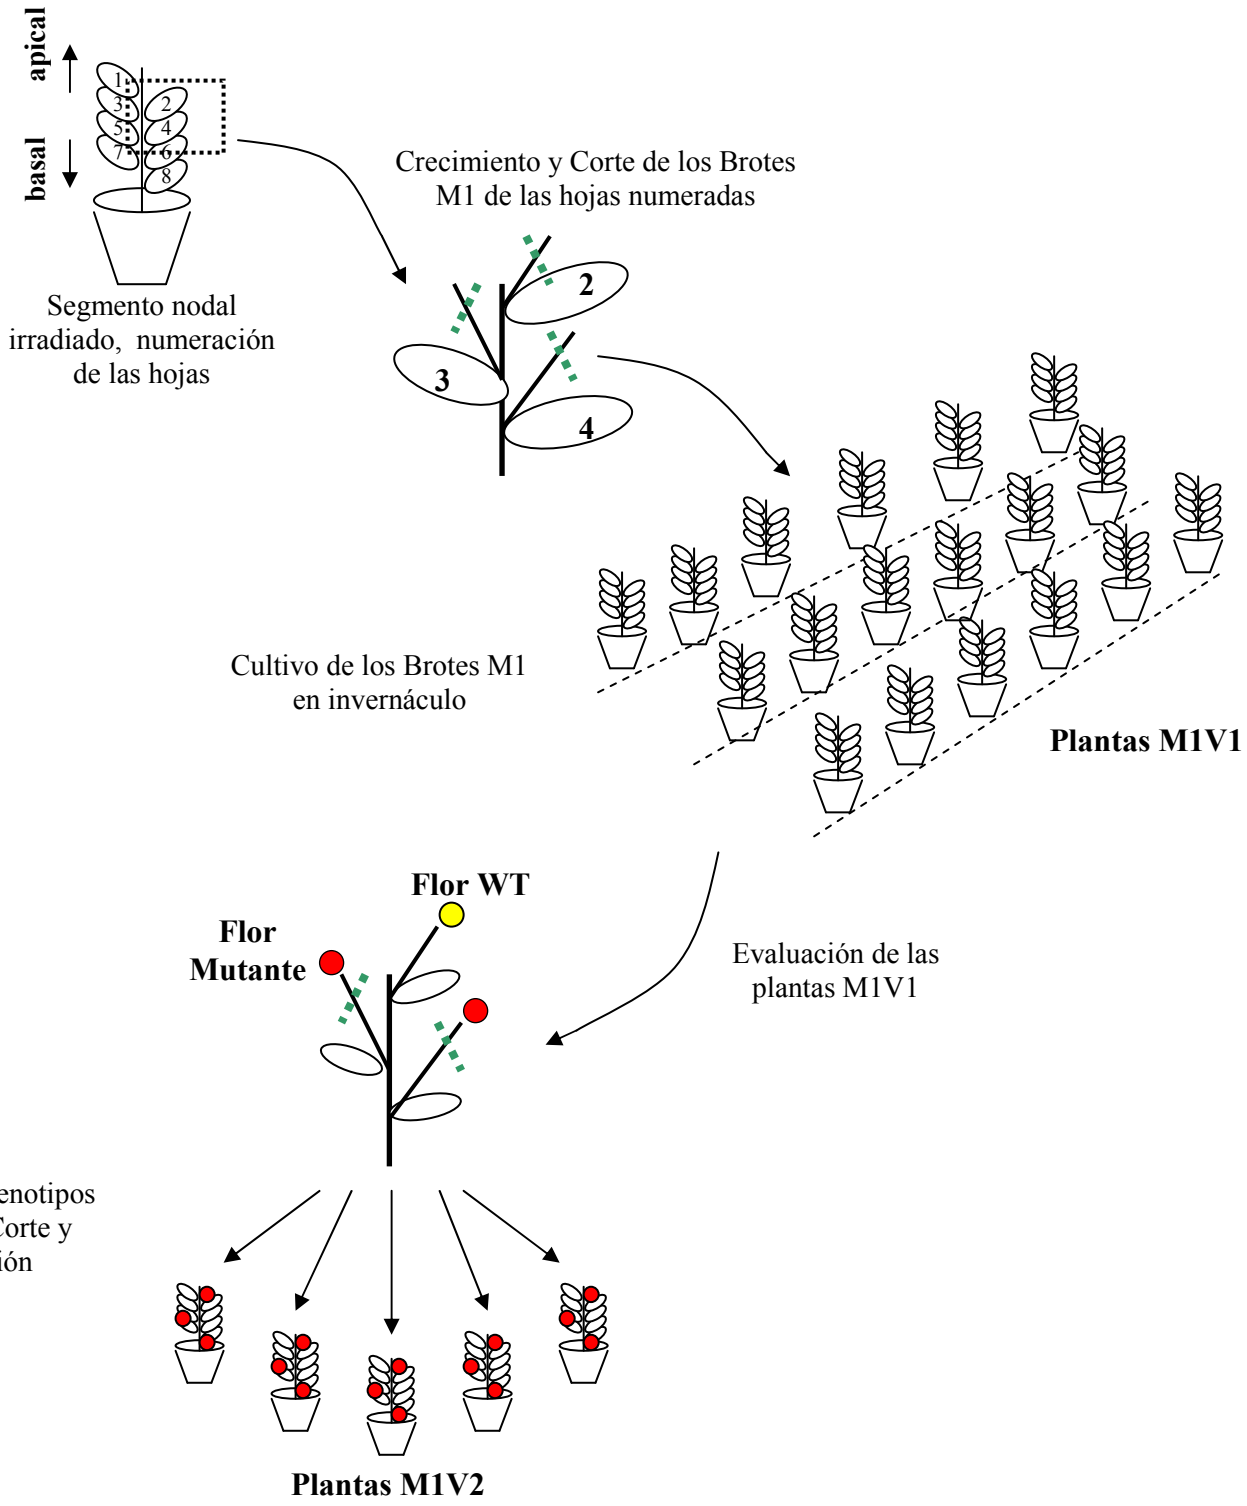 apical
basal
1
3
2
5
4
7
6
8
Segmento nodal
irradiado, numeración
de las hojas
Crecimiento y Corte de los Brotes
M1 de las hojas numeradas
2
3
4
Cultivo de los Brotes M1
en invernáculo
Plantas M1V1
Evaluación de las
plantas M1V1
Flor WT
Flor
Mutante
enotipos
Corte y
ión
Plantas M1V2